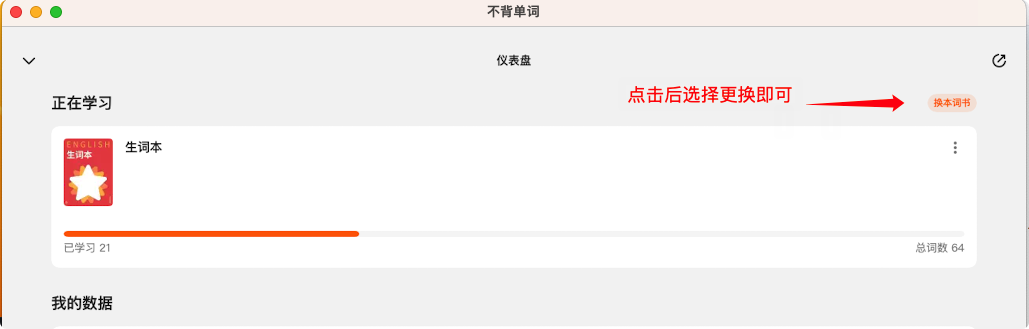 不背单词
仪表盘
正在学习
点击后选择更换即可
换本词书
ENGLISH
生词本
生词本
已学习 21
总词数 64
我的数据